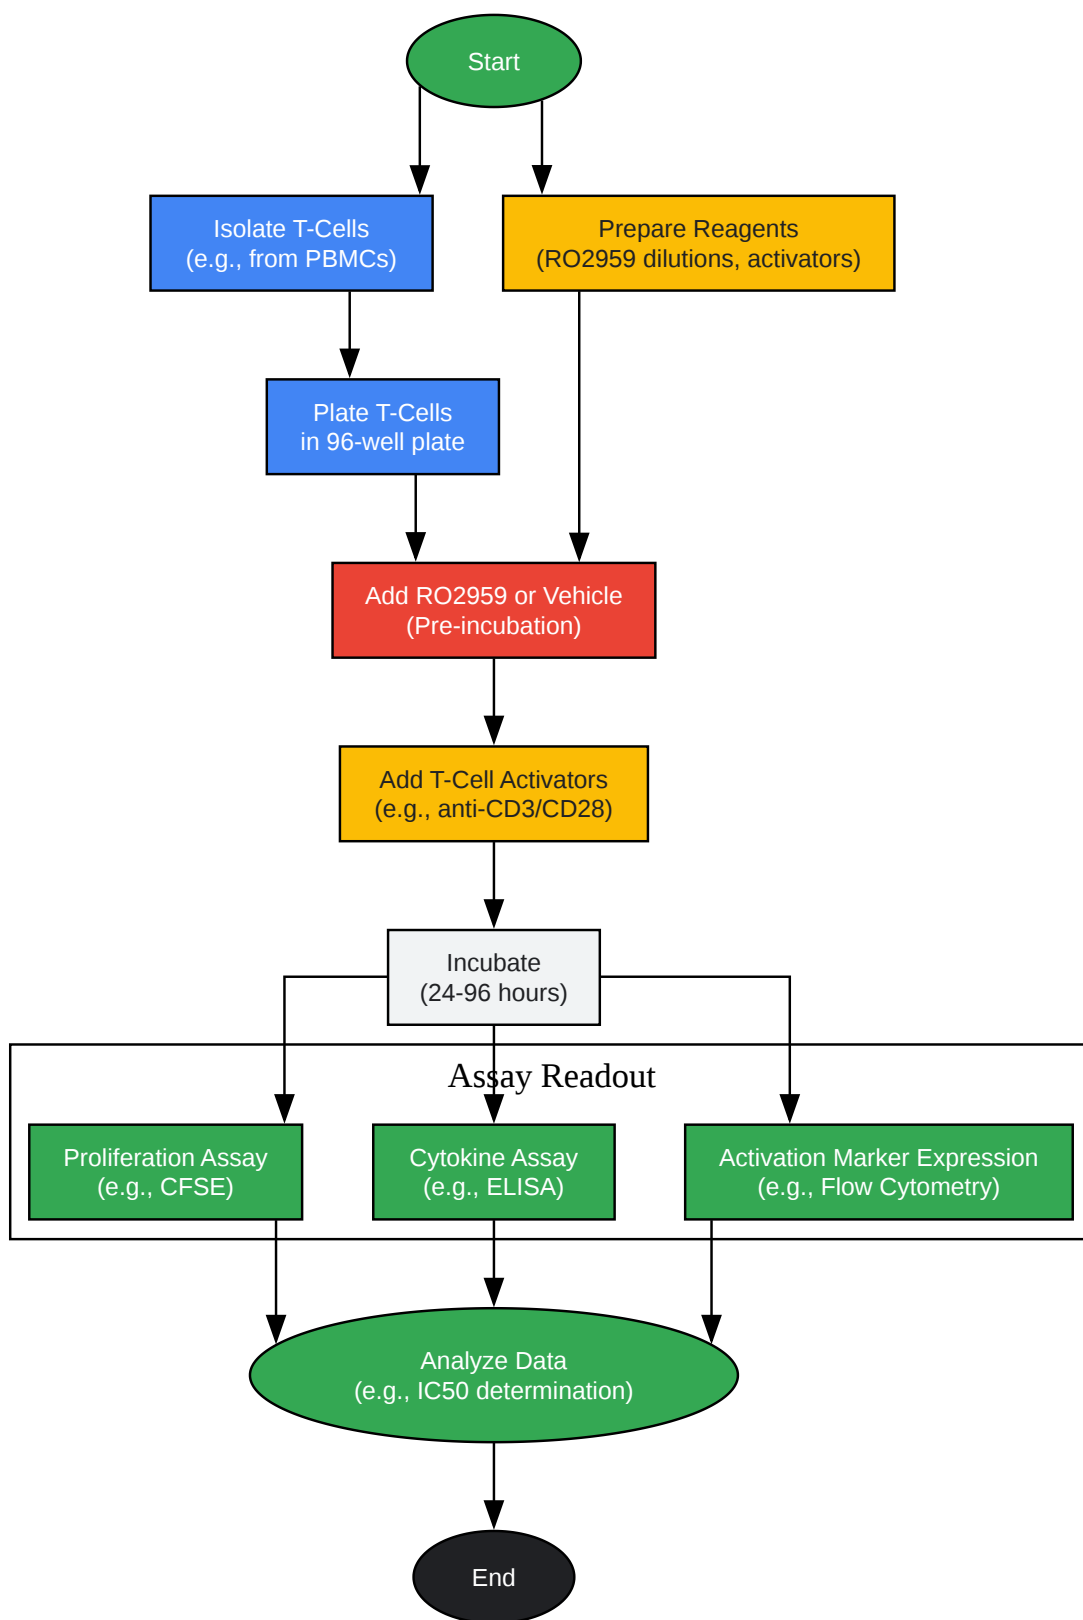 Start
Isolate T-Cells
(e.g., from PBMCs)
Prepare Reagents
(RO2959 dilutions, activators)
Plate T-Cells
in 96-well plate
Add RO2959 or Vehicle
(Pre-incubation)
Add T-Cell Activators
(e.g., anti-CD3/CD28)
Incubate
(24-96 hours)
Assay Readout
Proliferation Assay
(e.g., CFSE)
Cytokine Assay
(e.g., ELISA)
Activation Marker Expression
(e.g., Flow Cytometry)
Analyze Data
(e.g., IC50 determination)
End